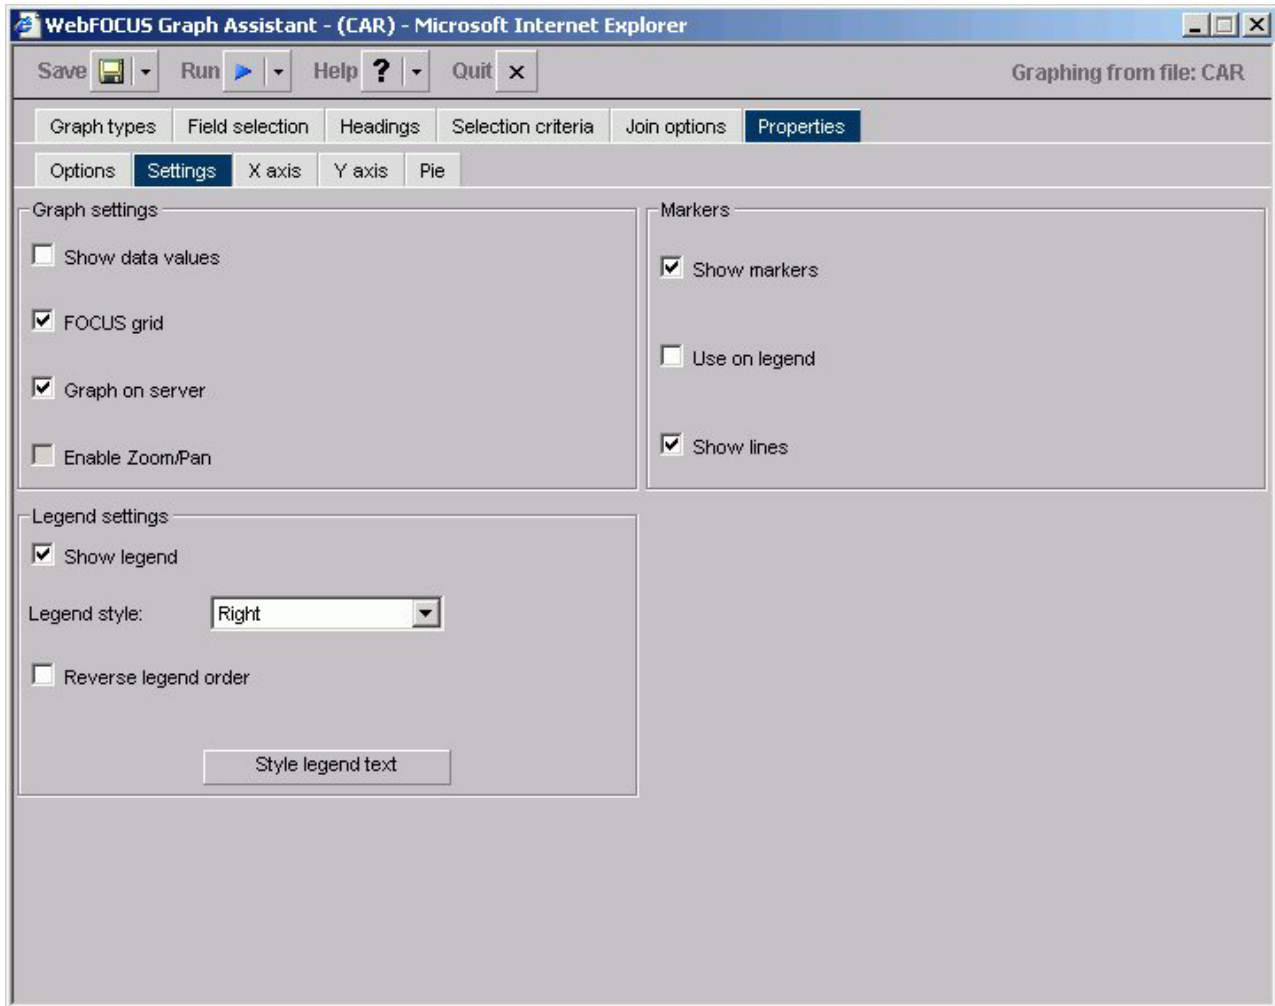 WebFOCUS Graph Assistant - (CAR) - Microsoft Internet Explorer
Save Run Help ? Quit Graphing from file: CAR
Graph types Field selection Headings Selection criteria Join options Properties
Options Settings X axis Y axis Pie
Graph settings
Show data values
FOCUS grid
Graph on server
Enable Zoom/Pan
Markers
Show markers
Use on legend
Show lines
Legend settings
Show legend
Legend style: Right
Reverse legend order
Style legend text